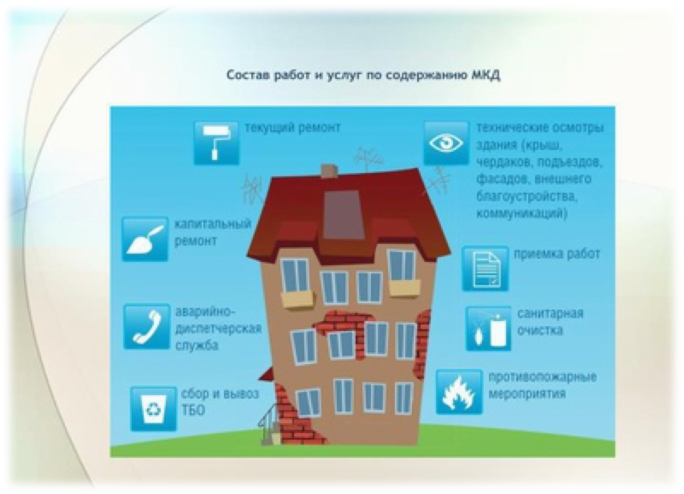 Состав работ и услуг по содержанию МКД
текущий ремонт
технические осмотры
здания (крыш,
чердаков, подъездов,
фасадов, внешнего
благоустройства,
коммуникаций)
капитальный
ремонт
приемка работ
аварийно-
диспетчерская
служба
санитарная
очистка
сбор и вывоз
ТБО
противопожарные
мероприятия